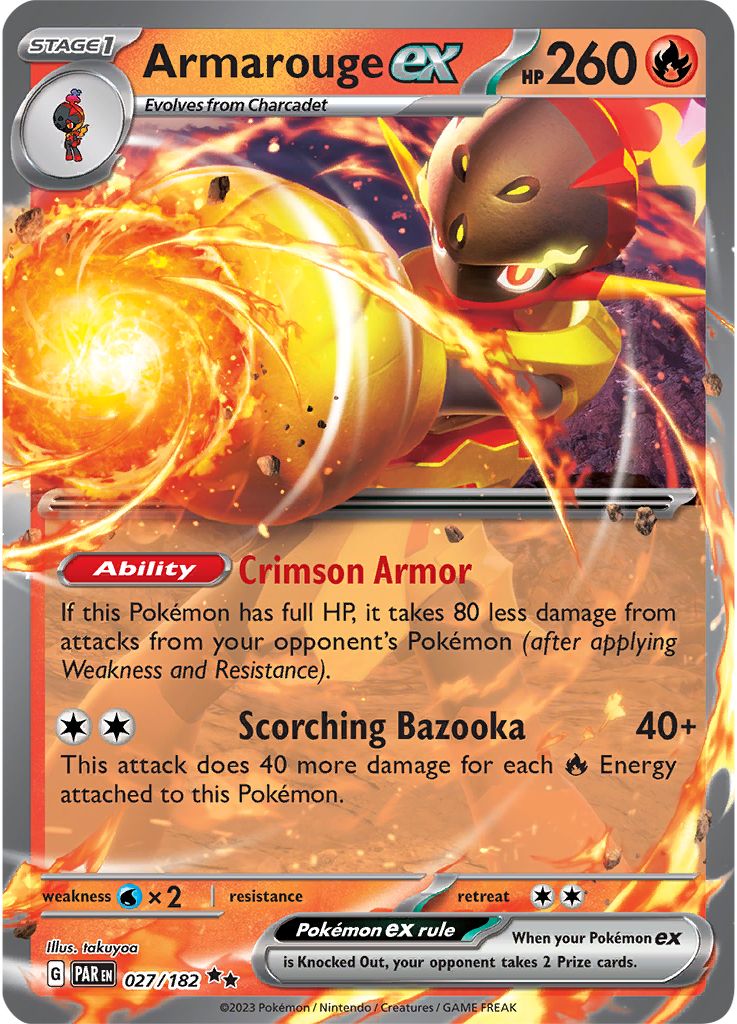 STAGE1
Armarouge ex
HP 260
Evolves from Charcadet
Ability Crimson Armor
If this Pokémon has full HP, it takes 80 less damage from
attacks from your opponent's Pokémon (after applying
Weakness and Resistance).
Scorching Bazooka 40+
This attack does 40 more damage for each Energy
attached to this Pokémon.
weakness ×2 resistance retreat
Illus. takuyoa
Pokémon ex rule When your Pokémon ex
is Knocked Out, your opponent takes 2 Prize cards.
G PAR EN 027/182
©2023 Pokémon / Nintendo / Creatures / GAME FREAK